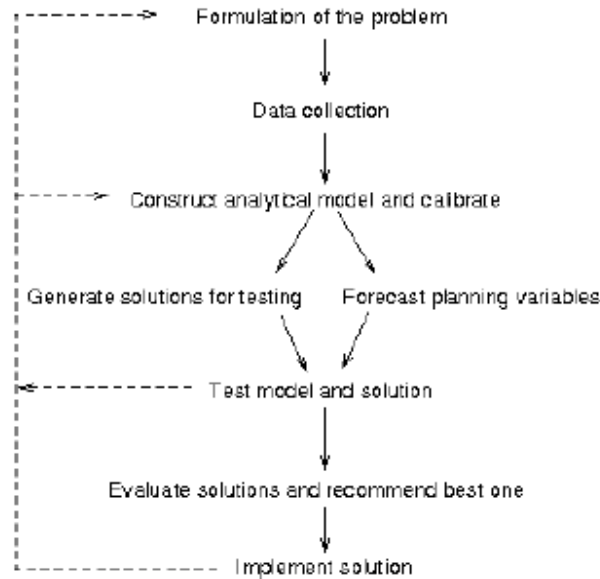 Formulation of the problem
Data collection
Construct analytical model and calibrate
Generate solutions for testing
Forecast planning variables
Test model and solution
Evaluate solutions and recommend best one
Implement solution